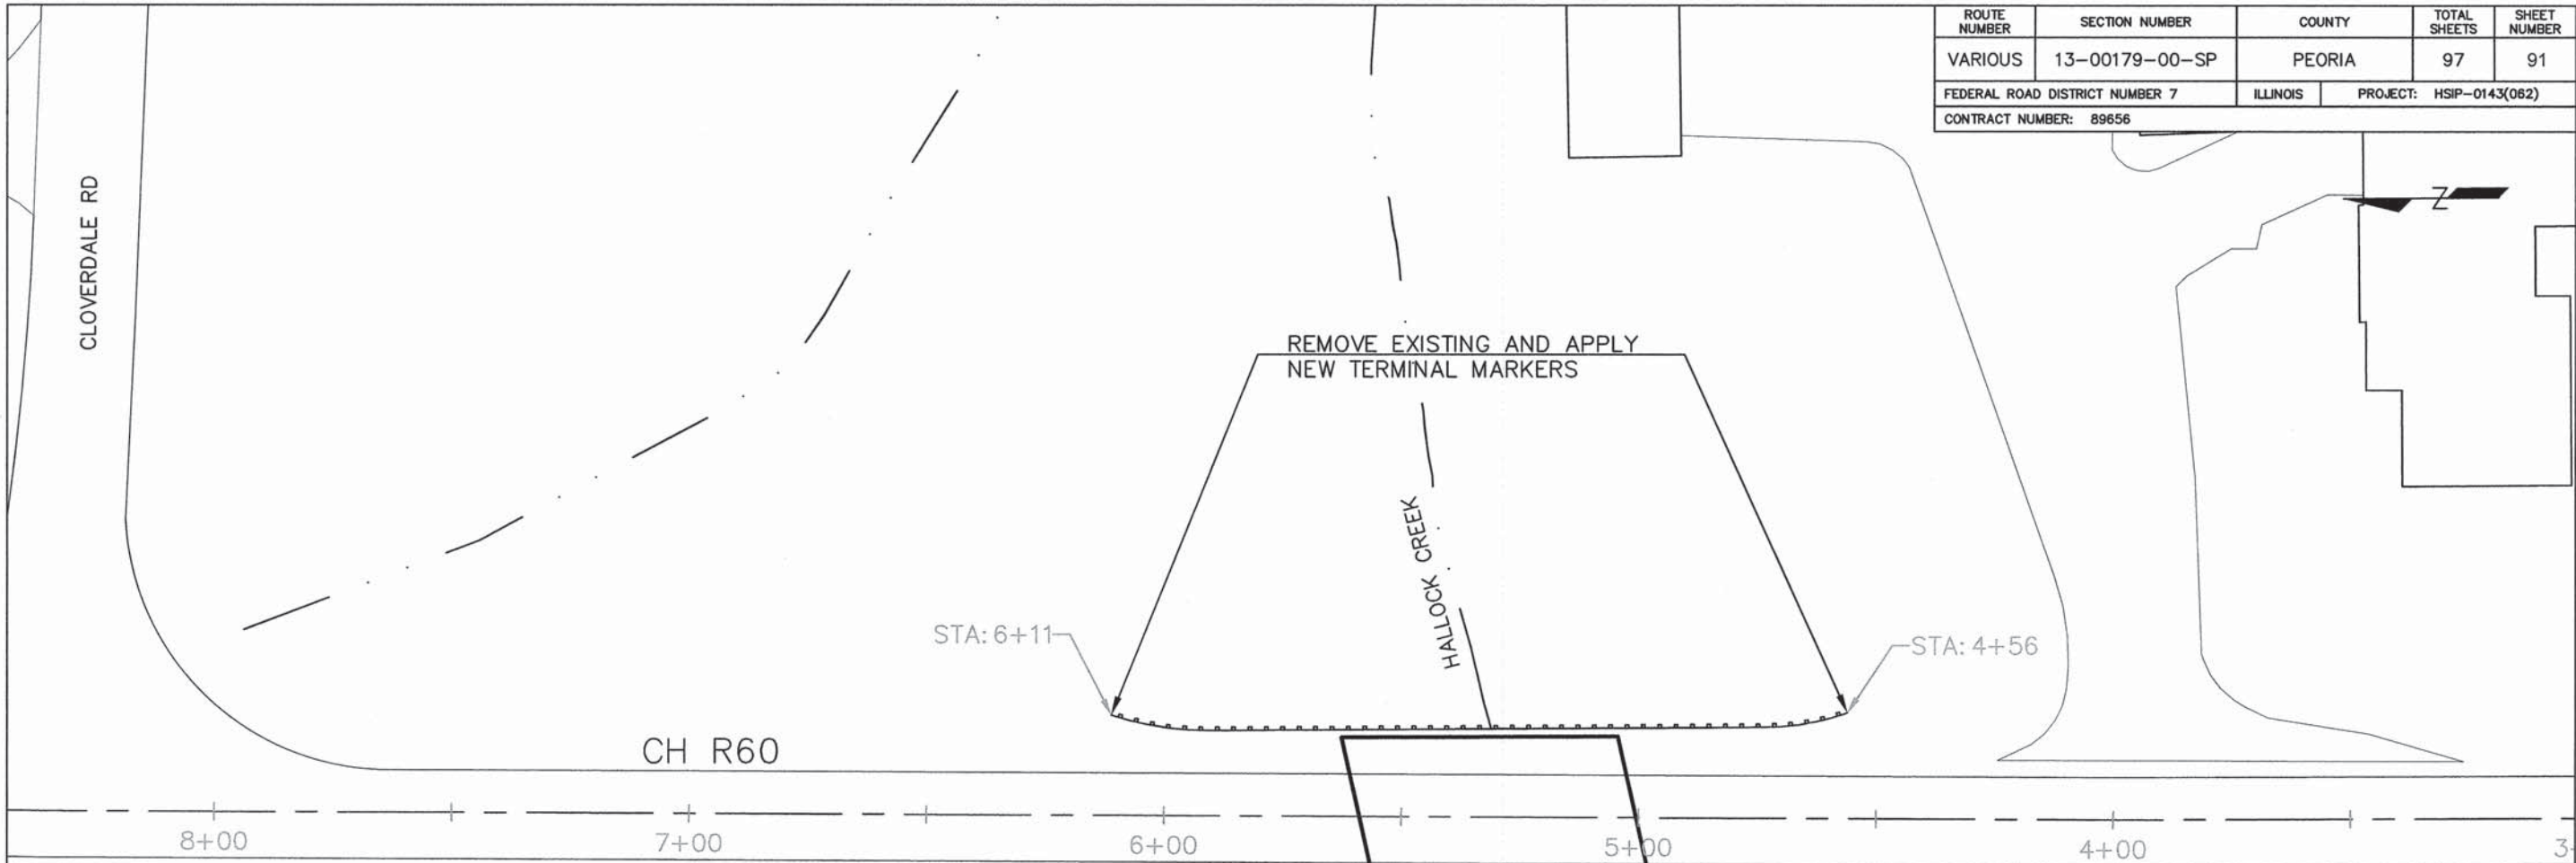 ROUTE NUMBER
SECTION NUMBER
COUNTY
TOTAL SHEETS
SHEET NUMBER
VARIOUS
13-00179-00-SP
PEORIA
97
91
FEDERAL ROAD DISTRICT NUMBER 7
ILLINOIS
PROJECT: HSIP-0143(062)
CONTRACT NUMBER: 89656
CLOVERDALE RD
Z
REMOVE EXISTING AND APPLY
NEW TERMINAL MARKERS
HALLOCK CREEK
STA: 6+11
STA: 4+56
CH R60
8+00
7+00
6+00
5+00
4+00